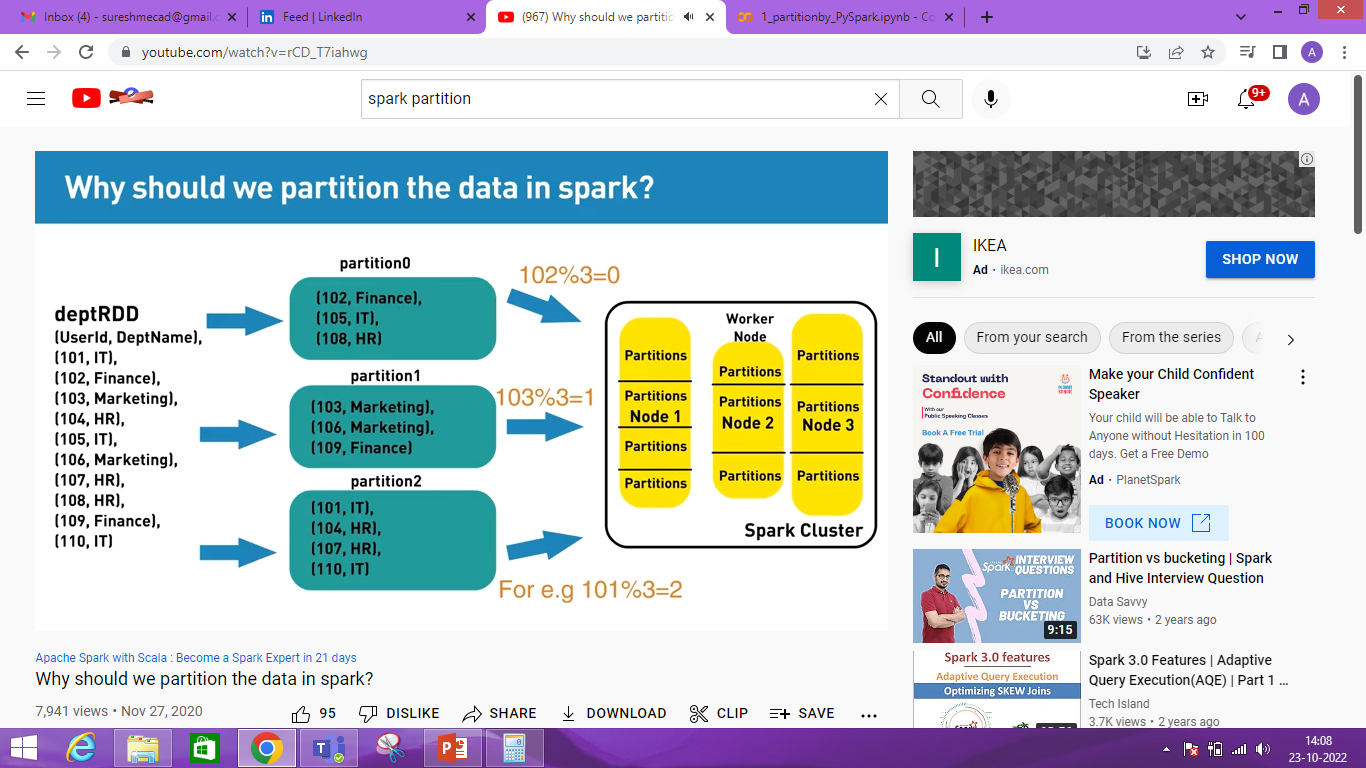 Inbox (4) - sureshmecad@gmail.c
Feed | LinkedIn
(967) Why should we partitio
1_partitionby_PySpark.ipynb - Co
youtube.com/watch?v=rCD_T7iahwg
A
spark partition
9+
A
Why should we partition the data in spark?
deptRDD
(UserId, DeptName),
(101, IT),
(102, Finance),
(103, Marketing),
(104, HR),
(105, IT),
(106, Marketing),
(107, HR),
(108, HR),
(109, Finance),
(110, IT)
partition0
(102, Finance),
(105, IT),
(108, HR)
partition1
(103, Marketing),
(106, Marketing),
(109, Finance)
partition2
(101, IT),
(104, HR),
(107, HR),
(110, IT)
102%3=0
103%3=1
For e.g 101%3=2
Partitions
Partitions
Node 1
Partitions
Partitions
Worker
Node
Partitions
Partitions
Node 2
Partitions
Partitions
Partitions
Node 3
Partitions
Spark Cluster
Apache Spark with Scala : Become a Spark Expert in 21 days
Why should we partition the data in spark?
7,941 views • Nov 27, 2020
95
DISLIKE
SHARE
DOWNLOAD
CLIP
SAVE
I
IKEA
Ad · ikea.com
SHOP NOW
All
From your search
From the series
Standout with
Confidence
With our
Public Speaking Classes
Book A Free Trial
Make your Child Confident
Speaker
Your child will be able to Talk to
Anyone without Hesitation in 100
days. Get a Free Demo
Ad · PlanetSpark
BOOK NOW
Spark INTERVIEW
QUESTIONS
PARTITION
VS
BUCKETING
9:15
Partition vs bucketing | Spark
and Hive Interview Question
Data Savvy
63K views • 2 years ago
Spark 3.0 features
Adaptive Query Execution
Optimizing SKEW Joins
Spark 3.0 Features | Adaptive
Query Execution(AQE) | Part 1 ...
Tech Island
3.7K views • 2 years ago
14:08
23-10-2022